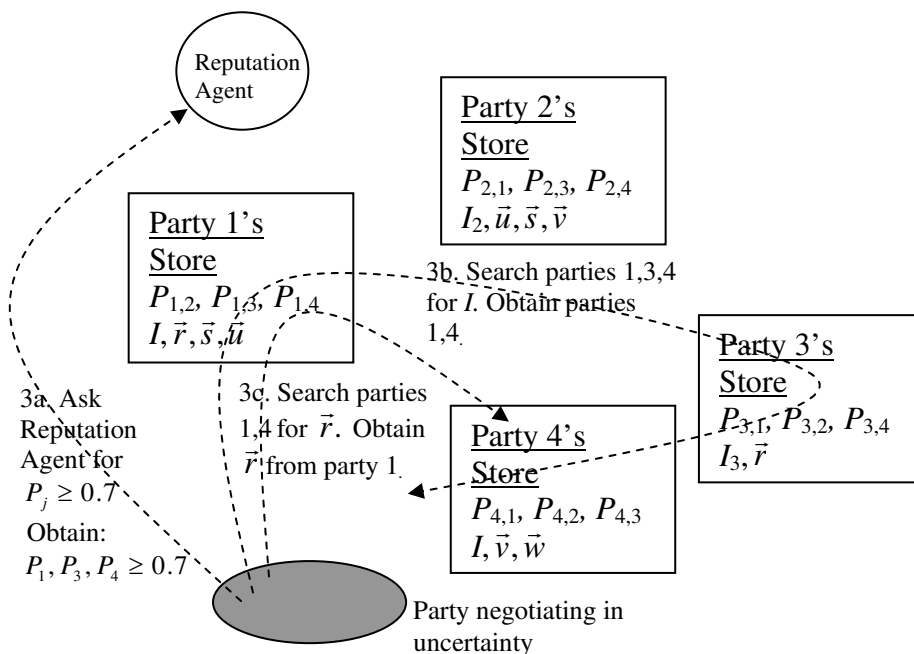 Reputation
Agent
Party 2's
Store
P₂,₁, P₂,₃, P₂,₄
I₂, u⃗, s⃗, v⃗
Party 1's
Store
P₁,₂, P₁,₃, P₁,₄
I, r⃗, s⃗, u⃗
3b. Search parties 1,3,4
for I. Obtain parties
1,4.
Party 3's
Store
P₃,₁, P₃,₂, P₃,₄
I₃, r⃗
3a. Ask
Reputation
Agent for
Pⱼ ≥ 0.7
Obtain:
P₁, P₃, P₄ ≥ 0.7
3c. Search parties
1,4 for r⃗. Obtain
r⃗ from party 1.
Party 4's
Store
P₄,₁, P₄,₂, P₄,₃
I, v⃗, w⃗
Party negotiating in
uncertainty